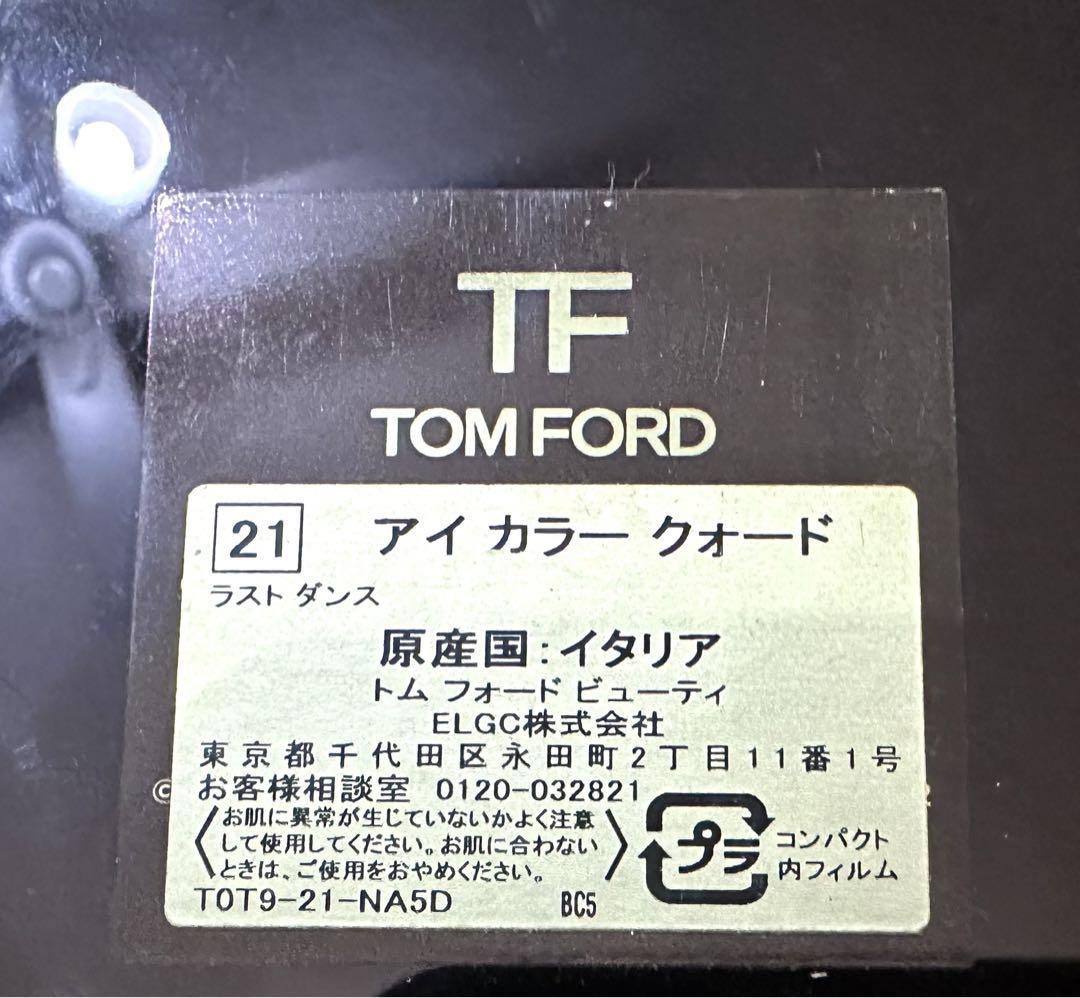 TF
TOM FORD
21 アイ カラー クォード
ラスト ダンス
原産国:イタリア
トム フォード ビューティ
ELGC株式会社
東京都千代田区永田町2丁目11番1号
©
お客様相談室 0120-032821
お肌に異常が生じていないかよく注意
して使用してください。お肌に合わない
ときは、ご使用をおやめください。
プラ コンパクト
内フィルム
T0T9-21-NA5D BC5